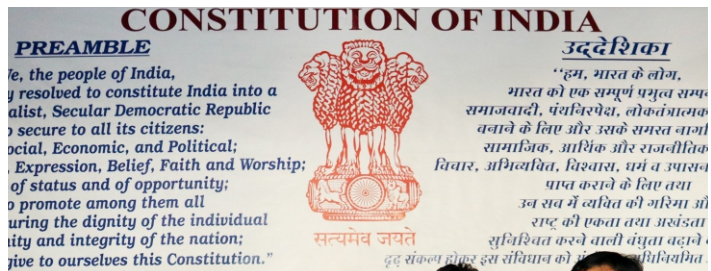 CONSTITUTION OF INDIA
PREAMBLE
We, the people of India,
resolved to constitute India into a
alist, Secular Democratic Republic
secure to all its citizens:
ocial, Economic, and Political;
, Expression, Belief, Faith and Worship;
of status and of opportunity;
promote among them all
uring the dignity of the individual
ity and integrity of the nation;
give to ourselves this Constitution."
सत्यमेव जयते
उद्देशिका
‘‘हम, भारत के लोग,
भारत को एक सम्पूर्ण प्रभुत्व सम्पन
समाजवादी, पंथनिरपेक्ष, लोकतंत्रात्मक
बनाने के लिए और उसके समस्त नागरि
सामाजिक, आर्थिक और राजनीतिक
विचार, अभिव्यक्ति, विश्वास, धर्म व उपासन
प्राप्त कराने के लिए तथा
उन सब में व्यक्ति की गरिमा औ
राष्ट्र की एकता तथा अखंडता
सुनिश्चित करने वाली बंधुता बढ़ाने
दृढ़ संकल्प होकर इस संविधान को